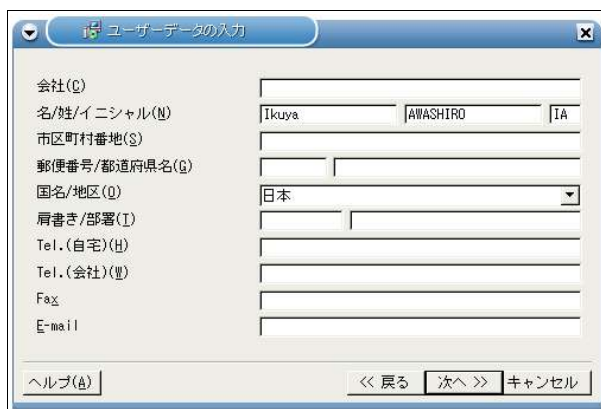 ユーザーデータの入力
会社(C)
名/姓/イニシャル(N) Ikuya AWASHIRO IA
市区町村番地(S)
郵便番号/都道府県名(G)
国名/地区(O) 日本
肩書き/部署(T)
Tel.(自宅)(H)
Tel.(会社)(W)
Fax
E-mail
ヘルプ(A) << 戻る 次へ >> キャンセル